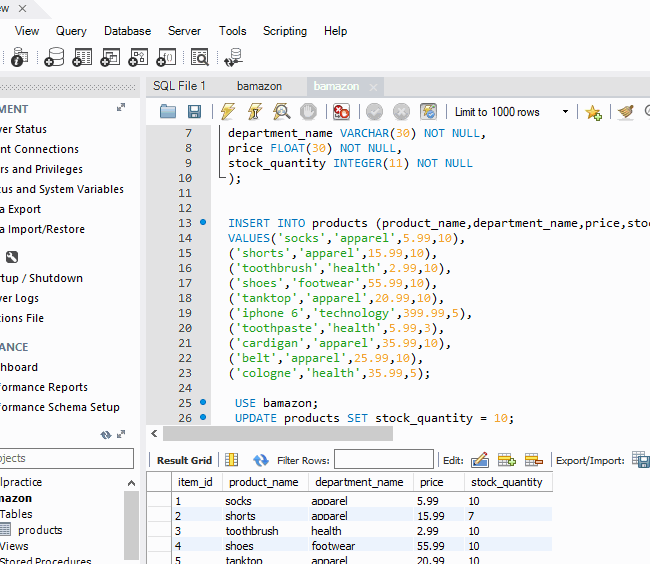 ew
View Query Database Server Tools Scripting Help
SQL File 1 bamazon bamazon
MENT
ver Status
ent Connections
rs and Privileges
tus and System Variables
a Export
a Import/Restore
rtup / Shutdown
ver Logs
ions File
ANCE
hboard
formance Reports
formance Schema Setup
ojects
lpractice
mazon
Tables
products
Views
Stored Procedures
Limit to 1000 rows
7 department_name VARCHAR(30) NOT NULL,
8 price FLOAT(30) NOT NULL,
9 stock_quantity INTEGER(11) NOT NULL
10 );
11
12
13 INSERT INTO products (product_name,department_name,price,stoc
14 VALUES('socks','apparel',5.99,10),
15 ('shorts','apparel',15.99,10),
16 ('toothbrush','health',2.99,10),
17 ('shoes','footwear',55.99,10),
18 ('tanktop','apparel',20.99,10),
19 ('iphone 6','technology',399.99,5),
20 ('toothpaste','health',5.99,3),
21 ('cardigan','apparel',35.99,10),
22 ('belt','apparel',25.99,10),
23 ('cologne','health',35.99,5);
24
25 USE bamazon;
26 UPDATE products SET stock_quantity = 10;
Result Grid Filter Rows: Edit: Export/Import:
item_id product_name department_name price stock_quantity
1 socks apparel 5.99 10
2 shorts apparel 15.99 7
3 toothbrush health 2.99 10
4 shoes footwear 55.99 10
5 tanktop apparel 20.99 10